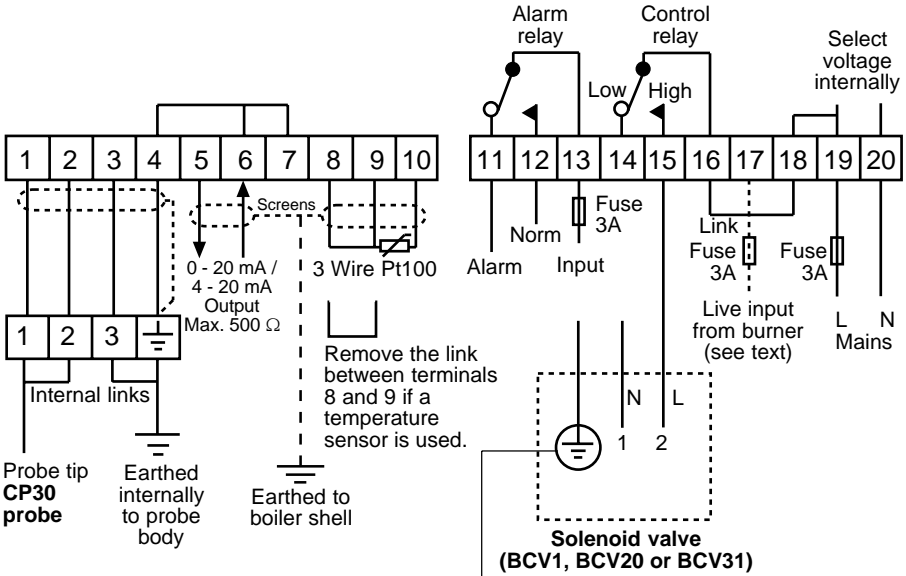 Alarm relay
Control relay
Select voltage internally
Low
High
1 2 3 4 5 6 7 8 9 10
11 12 13 14 15 16 17 18 19 20
Screens
0 - 20 mA /
4 - 20 mA
Output
Max. 500 Ω
3 Wire Pt100
Alarm
Norm
Fuse
3A
Input
Link
Fuse
3A
Fuse
3A
Live input
from burner
(see text)
L N
Mains
1 2 3
Internal links
Remove the link
between terminals
8 and 9 if a
temperature
sensor is used.
Probe tip
CP30
probe
Earthed
internally
to probe
body
Earthed to
boiler shell
N L
1 2
Solenoid valve
(BCV1, BCV20 or BCV31)